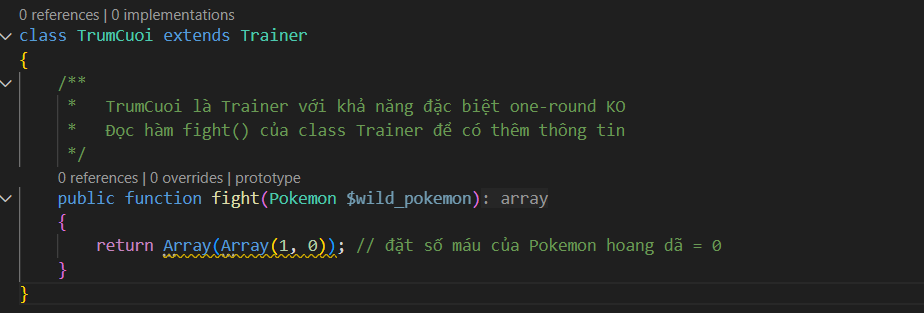 0 references | 0 implementations
class TrumCuoi extends Trainer
{
/**
* TrumCuoi là Trainer với khả năng đặc biệt one-round KO
* Đọc hàm fight() của class Trainer để có thêm thông tin
*/
0 references | 0 overrides | prototype
public function fight(Pokemon $wild_pokemon): array
{
return Array(Array(1, 0)); // đặt số máu của Pokemon hoang dã = 0
}
}